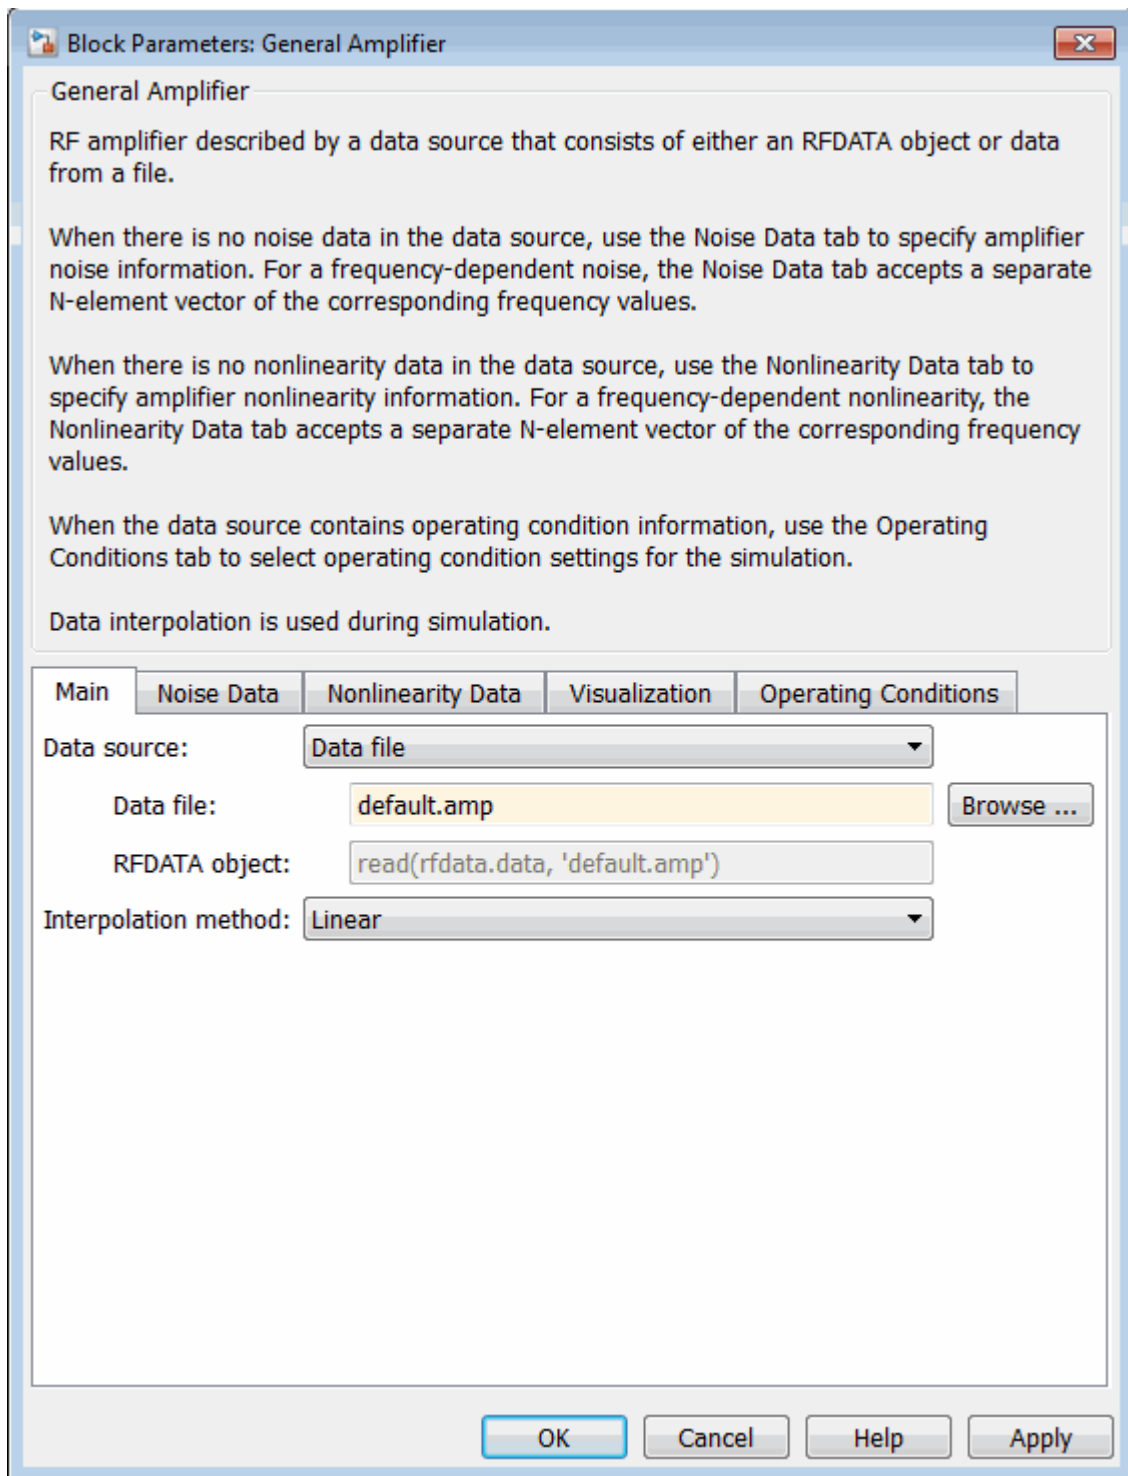 Block Parameters: General Amplifier
General Amplifier
RF amplifier described by a data source that consists of either an RFDATA object or data
from a file.
When there is no noise data in the data source, use the Noise Data tab to specify amplifier
noise information. For a frequency-dependent noise, the Noise Data tab accepts a separate
N-element vector of the corresponding frequency values.
When there is no nonlinearity data in the data source, use the Nonlinearity Data tab to
specify amplifier nonlinearity information. For a frequency-dependent nonlinearity, the
Nonlinearity Data tab accepts a separate N-element vector of the corresponding frequency
values.
When the data source contains operating condition information, use the Operating
Conditions tab to select operating condition settings for the simulation.
Data interpolation is used during simulation.
Main Noise Data Nonlinearity Data Visualization Operating Conditions
Data source: Data file
Data file: default.amp Browse ...
RFDATA object: read(rfdata.data, 'default.amp')
Interpolation method: Linear
OK Cancel Help Apply